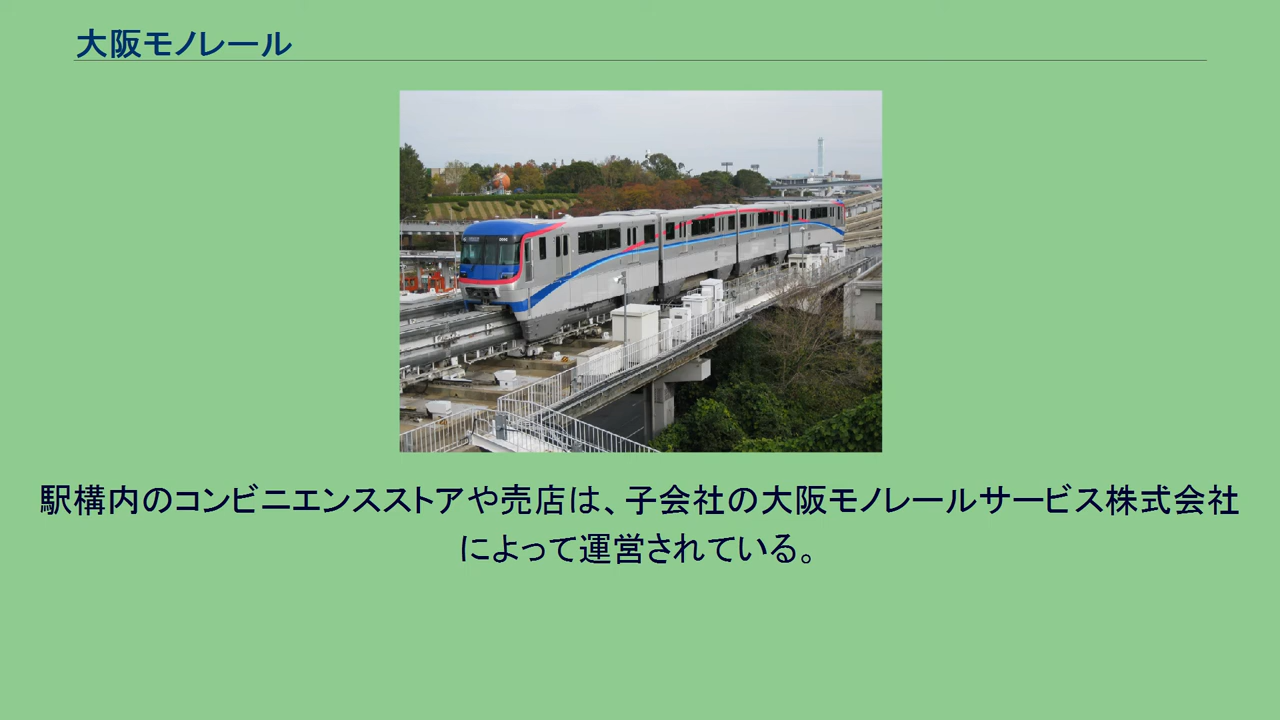 大阪モノレール
駅構内のコンビニエンスストアや売店は、子会社の大阪モノレールサービス株式会社
によって運営されている。